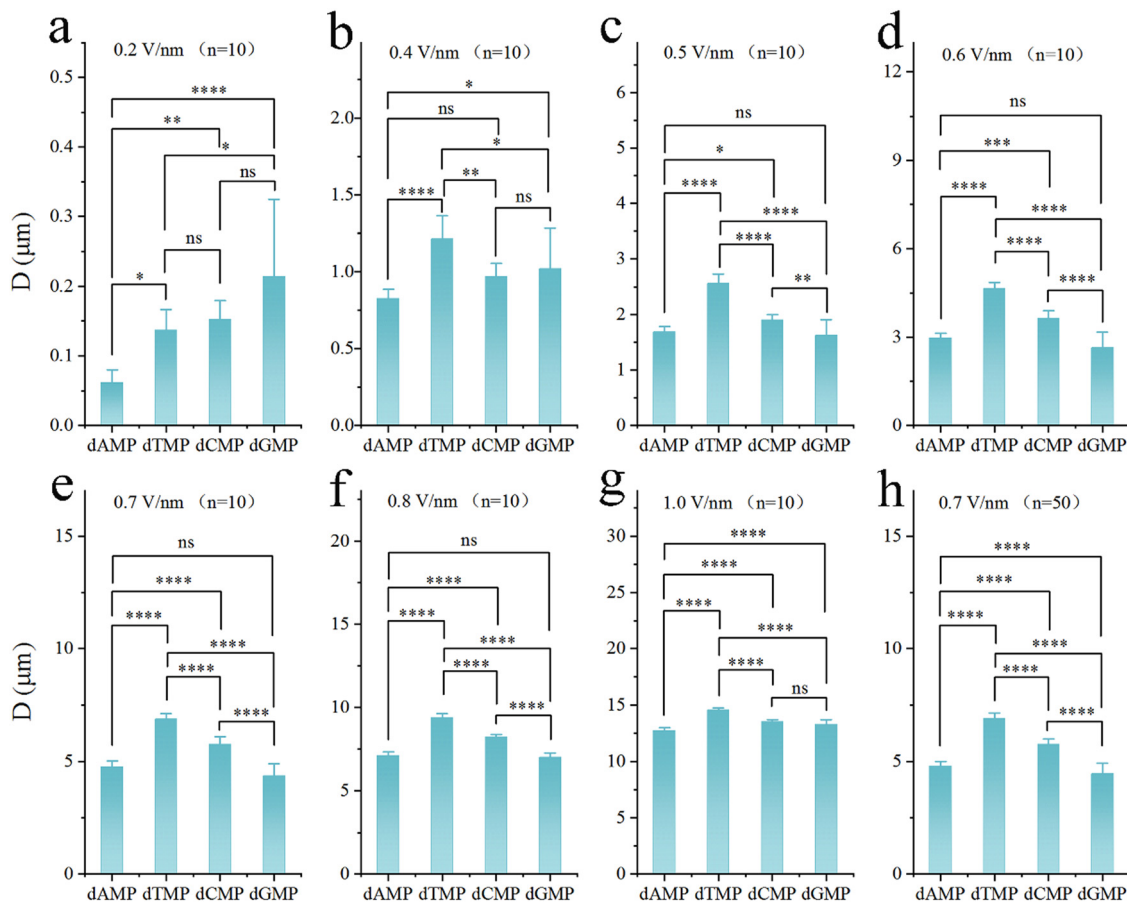 a
0.2 V/nm (n=10)
D (μm)
0.5
0.4
0.3
0.2
0.1
0.0
****
**
*
ns
ns
*
dAMP dTMP dCMP dGMP
b
0.4 V/nm (n=10)
2.0
1.5
1.0
0.5
0.0
*
ns
*
**
****
ns
dAMP dTMP dCMP dGMP
c
0.5 V/nm (n=10)
6
5
4
3
2
1
0
ns
*
****
****
****
**
dAMP dTMP dCMP dGMP
d
0.6 V/nm (n=10)
12
9
6
3
0
ns
***
****
****
****
****
dAMP dTMP dCMP dGMP
e
0.7 V/nm (n=10)
D (μm)
15
10
5
0
ns
****
****
****
****
****
dAMP dTMP dCMP dGMP
f
0.8 V/nm (n=10)
20
15
10
5
0
ns
****
****
****
****
****
dAMP dTMP dCMP dGMP
g
1.0 V/nm (n=10)
30
25
20
15
10
5
0
****
****
****
****
****
ns
dAMP dTMP dCMP dGMP
h
0.7 V/nm (n=50)
15
10
5
0
****
****
****
****
****
****
dAMP dTMP dCMP dGMP